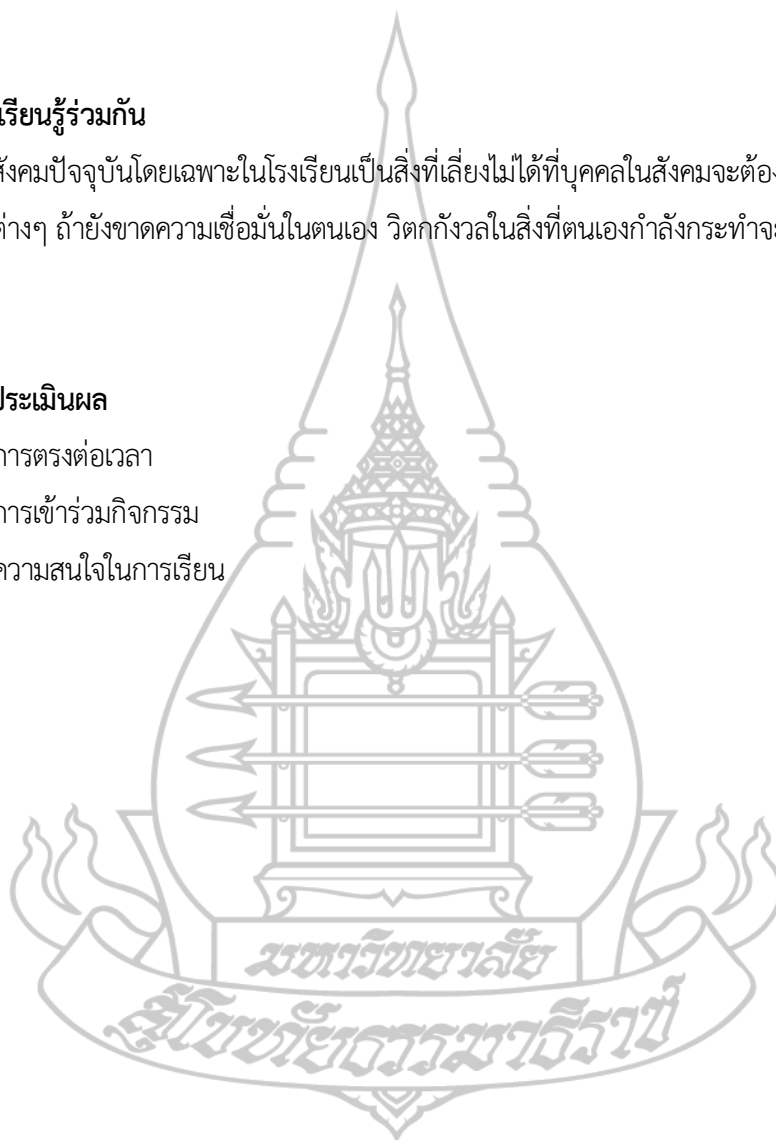 เรียนรู้ร่วมกัน
สังคมปัจจุบันโดยเฉพาะในโรงเรียนเป็นสิ่งที่เลี่ยงไม่ได้ที่บุคคลในสังคมจะต้อง
ต่างๆ ถ้ายังขาดความเชื่อมั่นในตนเอง วิตกกังวลในสิ่งที่ตนเองกำลังกระทำจะ
ประเมินผล
การตรงต่อเวลา
การเข้าร่วมกิจกรรม
ความสนใจในการเรียน
มหาวิทยาลัย
สุโขทัยธรรมาธิราช